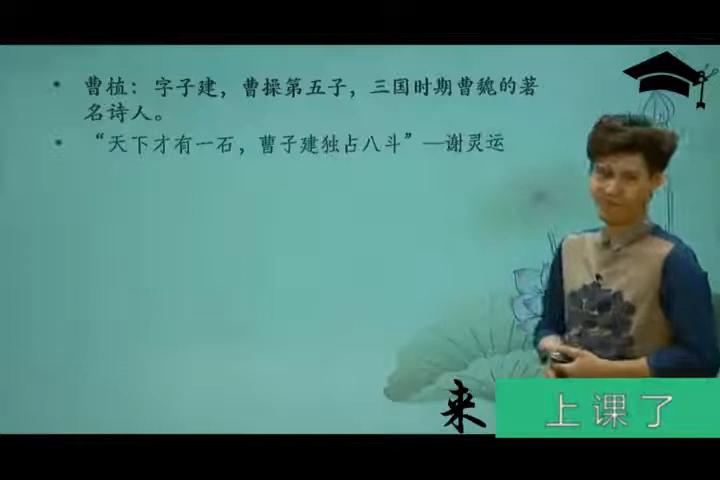 • 曹植：字子建，曹操第五子，三国时期曹魏的著
名诗人。
• “天下才有一石，曹子建独占八斗”—谢灵运
来 上课了